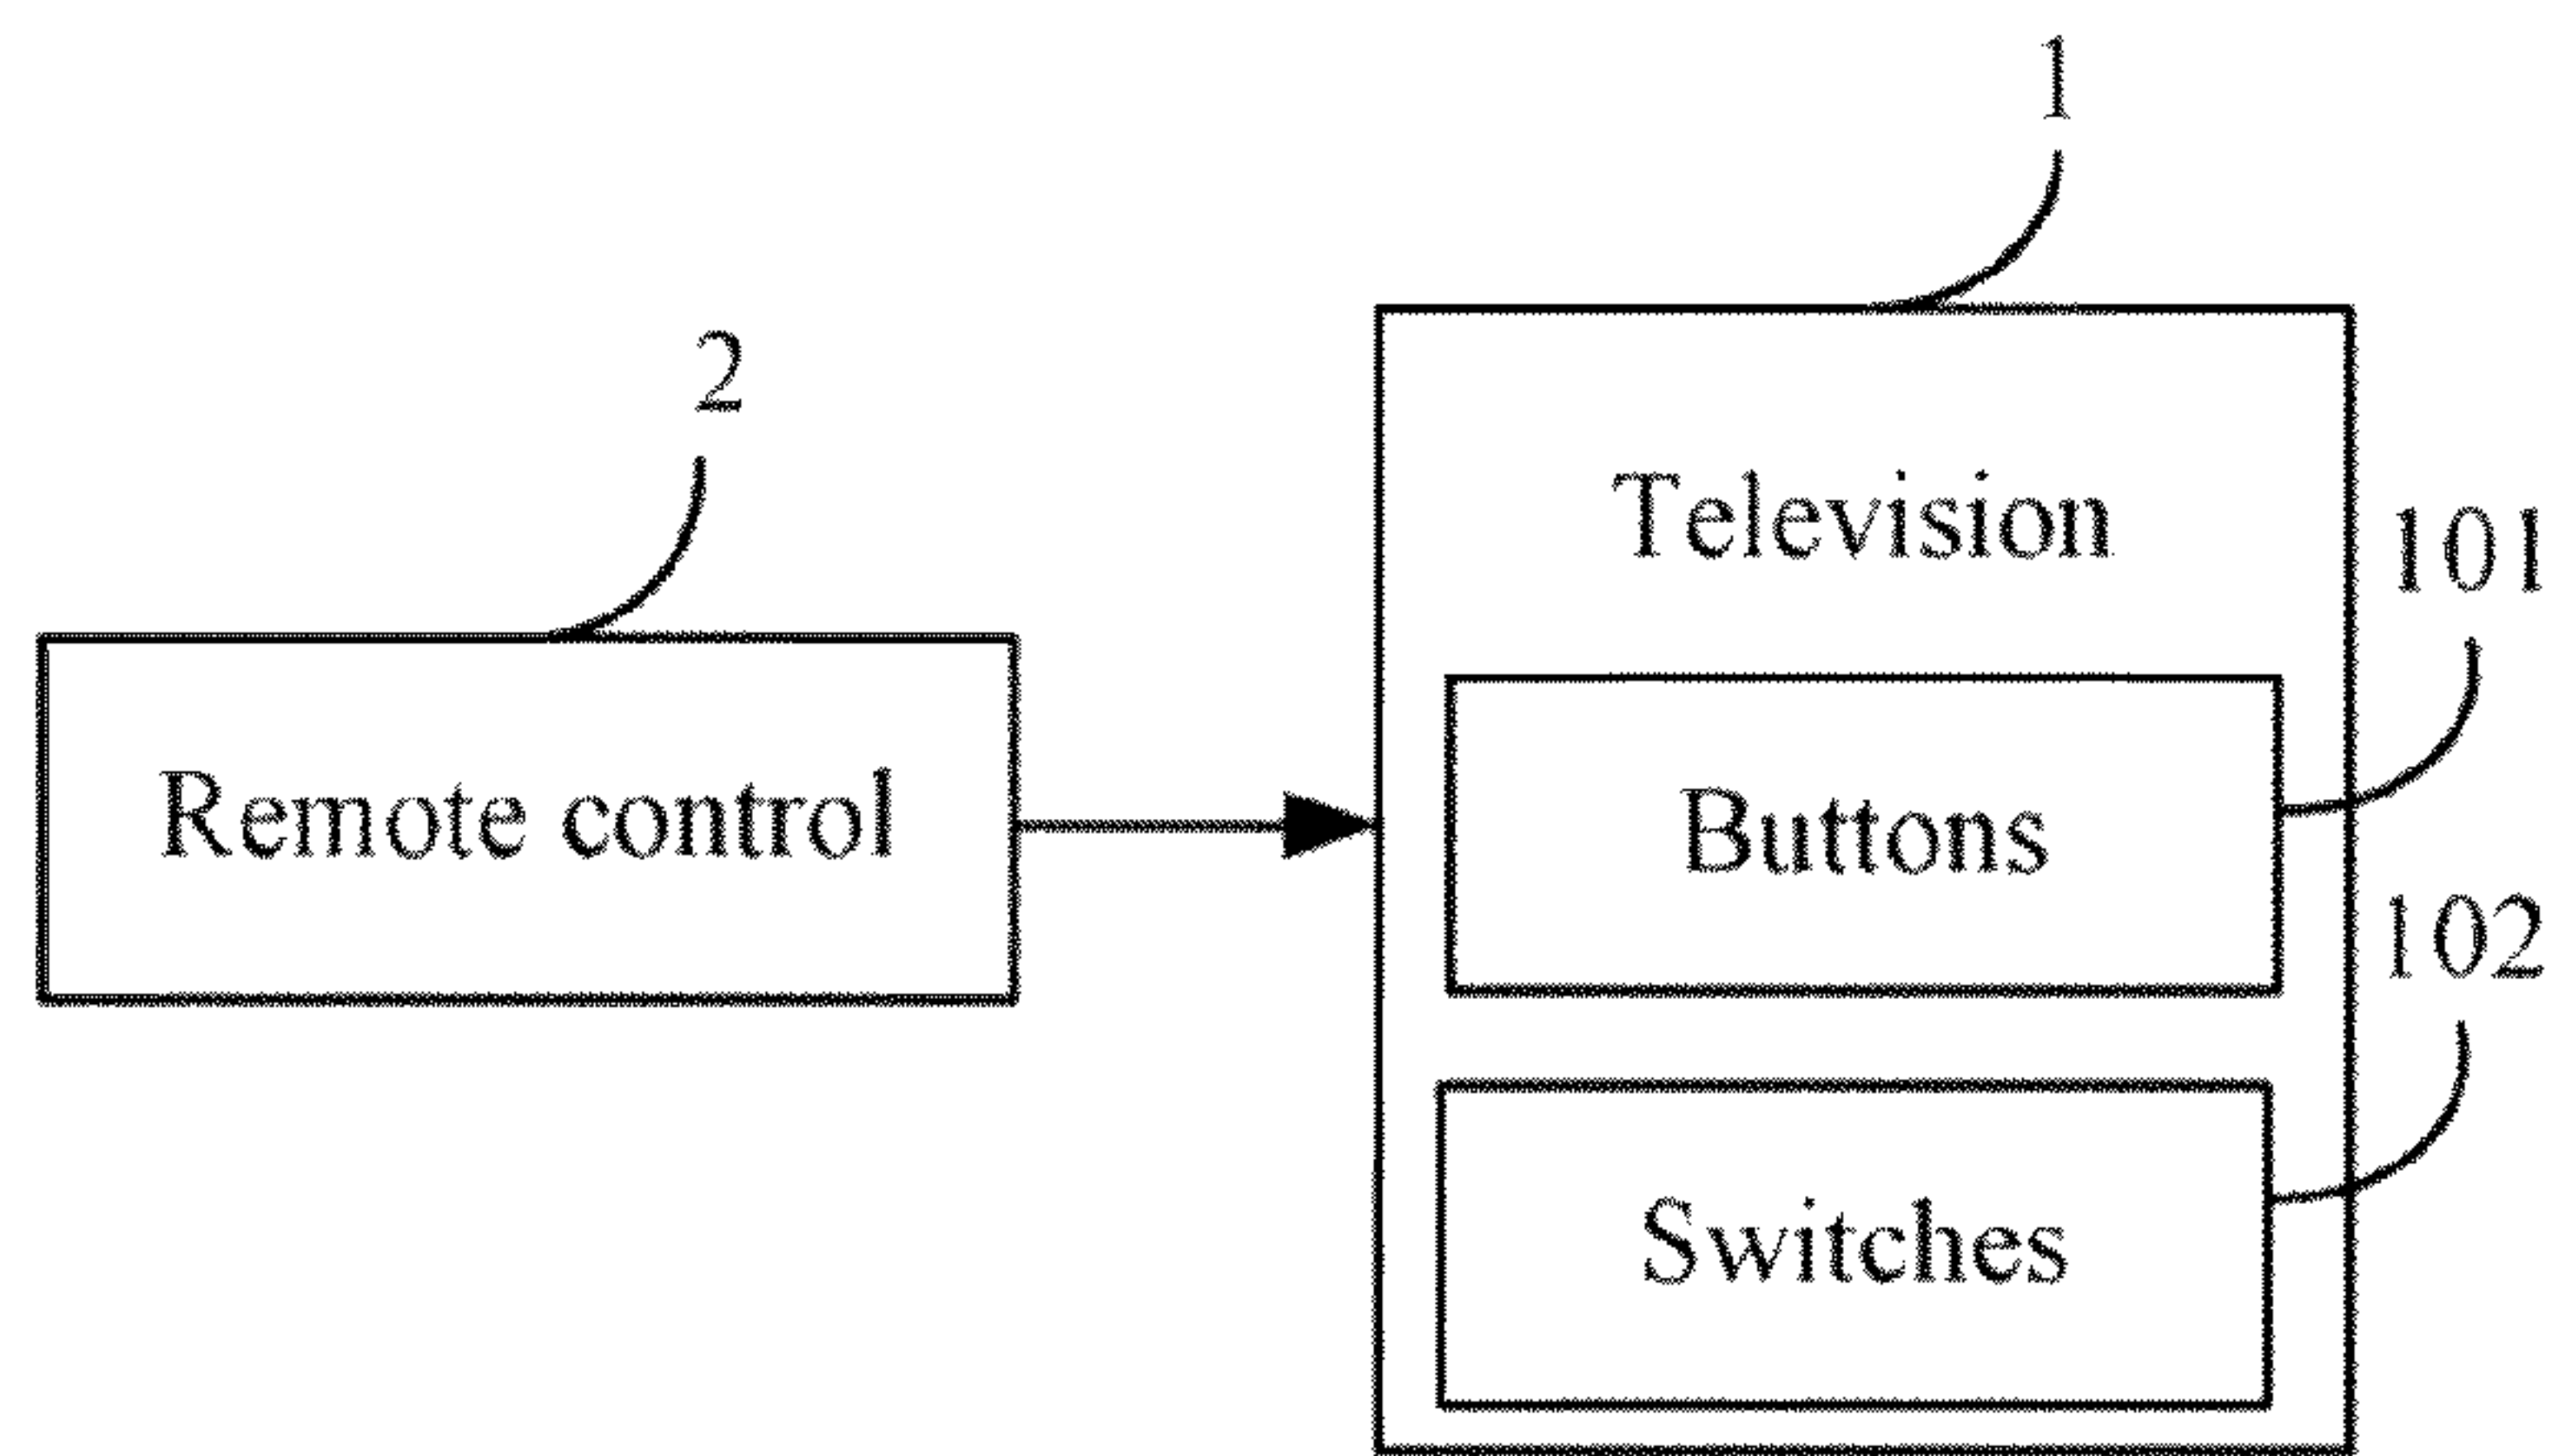 1
2
Television
101
Remote control
Buttons
102
Switches